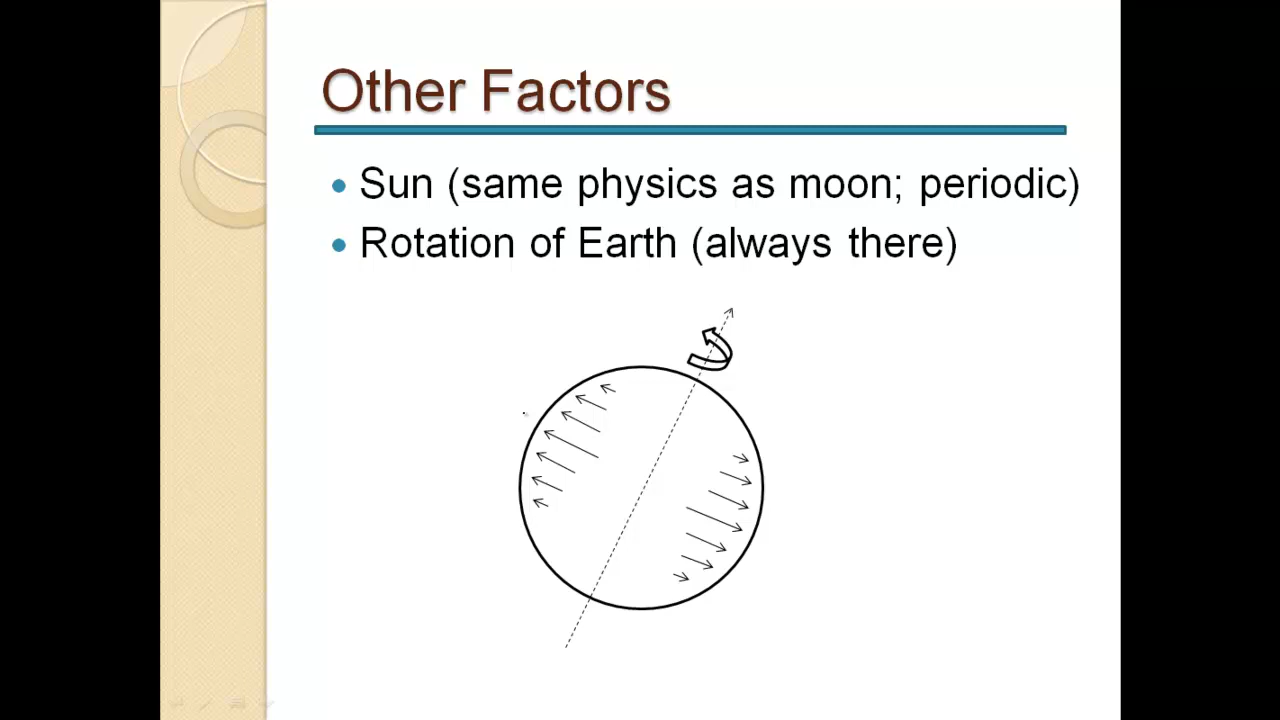 Other Factors
Sun (same physics as moon; periodic)
Rotation of Earth (always there)